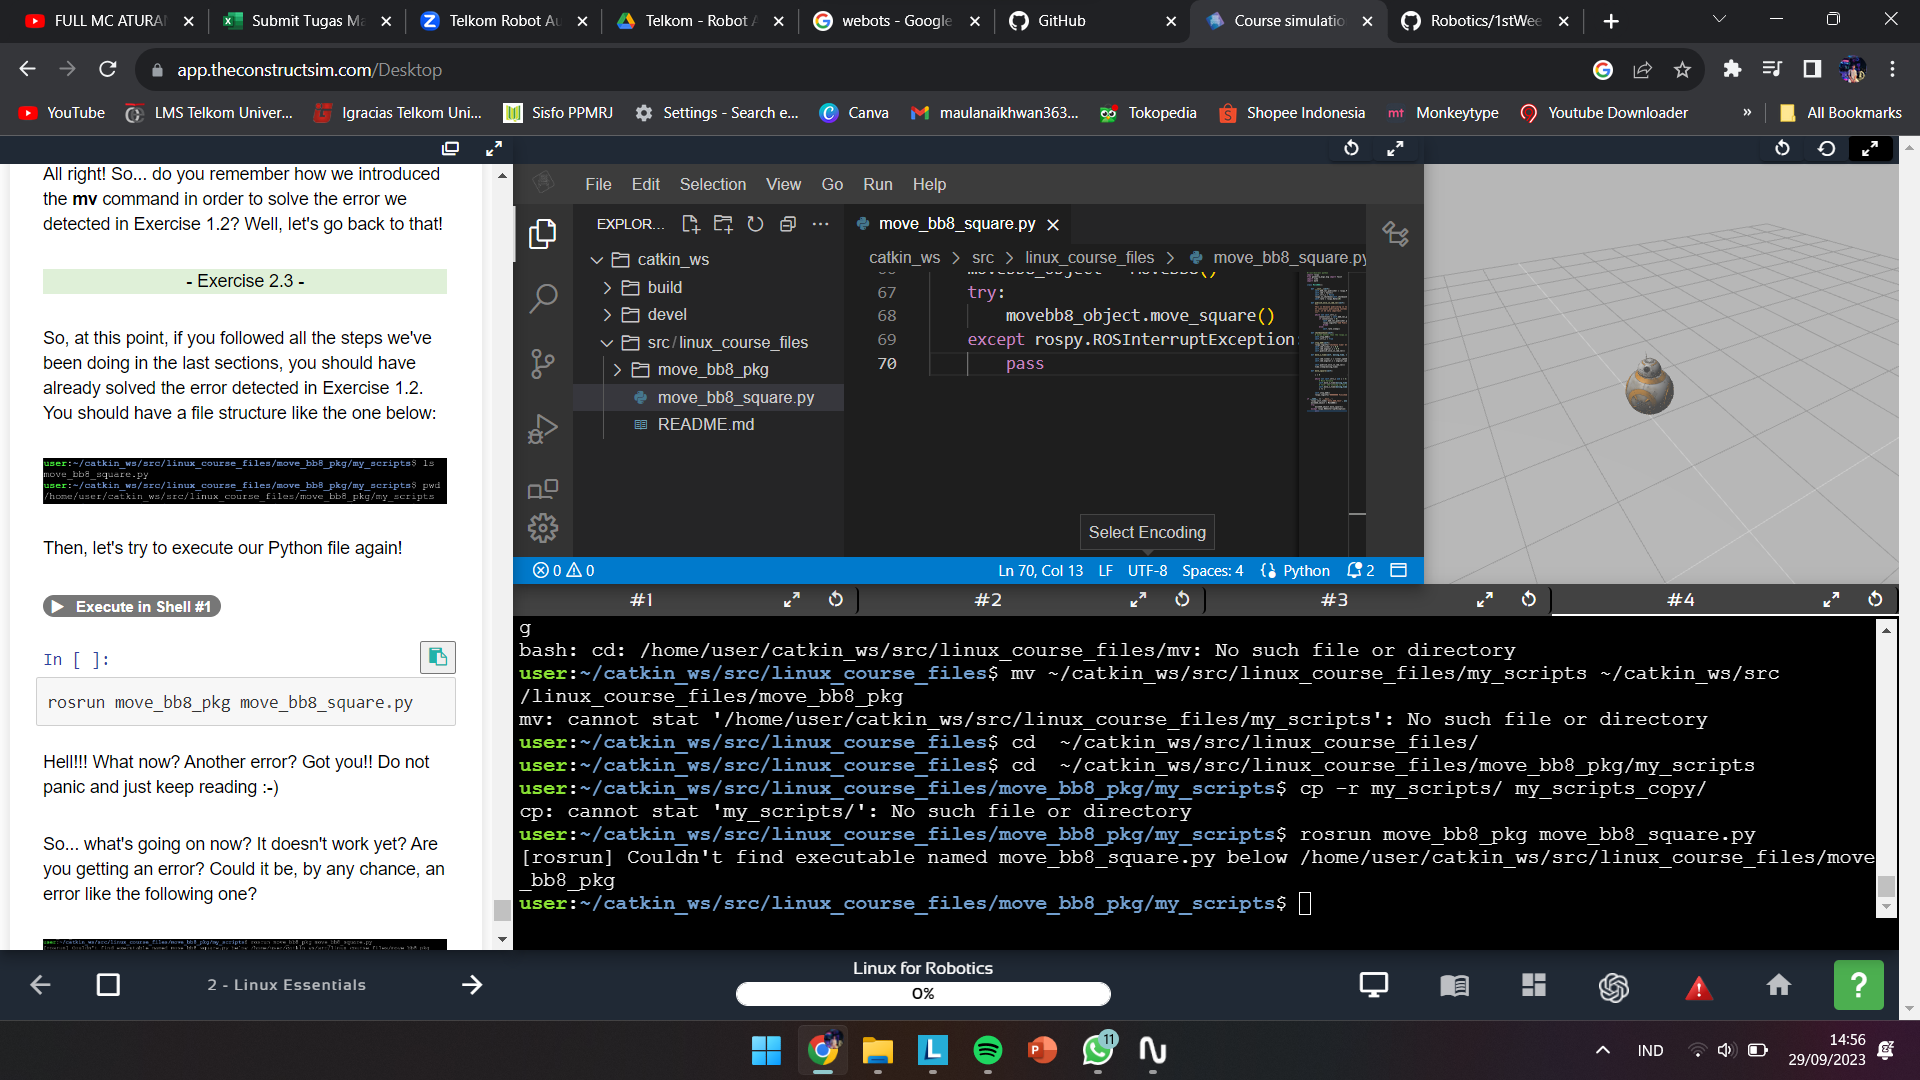 FULL MC ATURAN
Submit Tugas Ma
Telkom Robot Au
Telkom - Robot A
webots - Google
GitHub
Course simulatio
Robotics/1stWee
app.theconstructsim.com/Desktop
YouTube
LMS Telkom Univer...
Igracias Telkom Uni...
Sisfo PPMRJ
Settings - Search e...
Canva
maulanaikhwan363...
Tokopedia
Shopee Indonesia
mt Monkeytype
Youtube Downloader
»
All Bookmarks
All right! So... do you remember how we introduced
the mv command in order to solve the error we
detected in Exercise 1.2? Well, let's go back to that!
- Exercise 2.3 -
So, at this point, if you followed all the steps we've
been doing in the last sections, you should have
already solved the error detected in Exercise 1.2.
You should have a file structure like the one below:
user:~/catkin_ws/src/linux_course_files/move_bb8_pkg/my_scripts$ ls
move_bb8_square.py
user:~/catkin_ws/src/linux_course_files/move_bb8_pkg/my_scripts$ pwd
/home/user/catkin_ws/src/linux_course_files/move_bb8_pkg/my_scripts
Then, let's try to execute our Python file again!
Execute in Shell #1
In [ ]:
rosrun move_bb8_pkg move_bb8_square.py
Hell!!! What now? Another error? Got you!! Do not
panic and just keep reading :-)
So... what's going on now? It doesn't work yet? Are
you getting an error? Could it be, by any chance, an
error like the following one?
File Edit Selection View Go Run Help
EXPLOR...
catkin_ws
build
devel
src/linux_course_files
move_bb8_pkg
move_bb8_square.py
README.md
move_bb8_square.py
catkin_ws > src > linux_course_files > move_bb8_square.py
67 try:
68 movebb8_object.move_square()
69 except rospy.ROSInterruptException:
70 pass
Select Encoding
0 0
Ln 70, Col 13 LF UTF-8 Spaces: 4 Python 2
#1 #2 #3 #4
g
bash: cd: /home/user/catkin_ws/src/linux_course_files/mv: No such file or directory
user:~/catkin_ws/src/linux_course_files$ mv ~/catkin_ws/src/linux_course_files/my_scripts ~/catkin_ws/src
/linux_course_files/move_bb8_pkg
mv: cannot stat '/home/user/catkin_ws/src/linux_course_files/my_scripts': No such file or directory
user:~/catkin_ws/src/linux_course_files$ cd  ~/catkin_ws/src/linux_course_files/
user:~/catkin_ws/src/linux_course_files$ cd  ~/catkin_ws/src/linux_course_files/move_bb8_pkg/my_scripts
user:~/catkin_ws/src/linux_course_files/move_bb8_pkg/my_scripts$ cp -r my_scripts/ my_scripts_copy/
cp: cannot stat 'my_scripts/': No such file or directory
user:~/catkin_ws/src/linux_course_files/move_bb8_pkg/my_scripts$ rosrun move_bb8_pkg move_bb8_square.py
[rosrun] Couldn't find executable named move_bb8_square.py below /home/user/catkin_ws/src/linux_course_files/move
_bb8_pkg
user:~/catkin_ws/src/linux_course_files/move_bb8_pkg/my_scripts$
2 - Linux Essentials
Linux for Robotics
0%
?
11
IND
14:56
29/09/2023